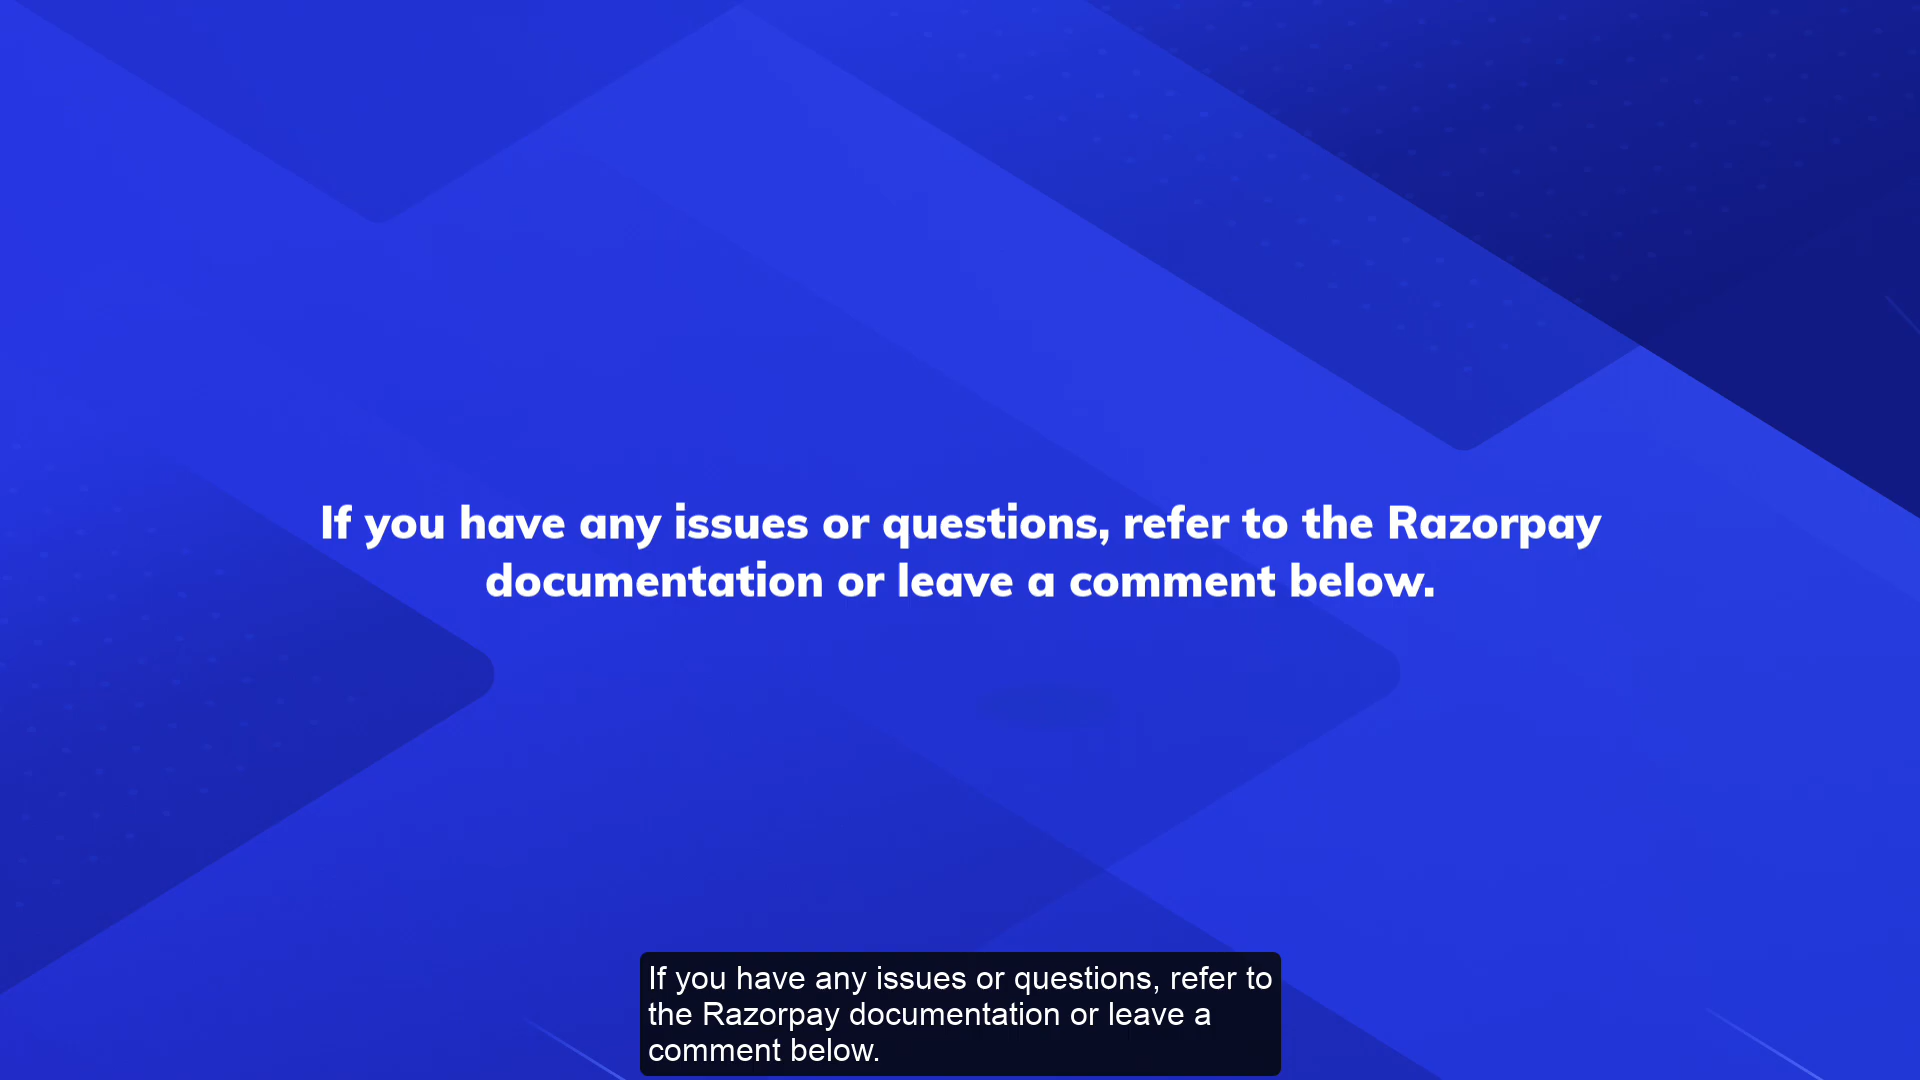 If you have any issues or questions, refer to the Razorpay
documentation or leave a comment below.
If you have any issues or questions, refer to
the Razorpay documentation or leave a
comment below.